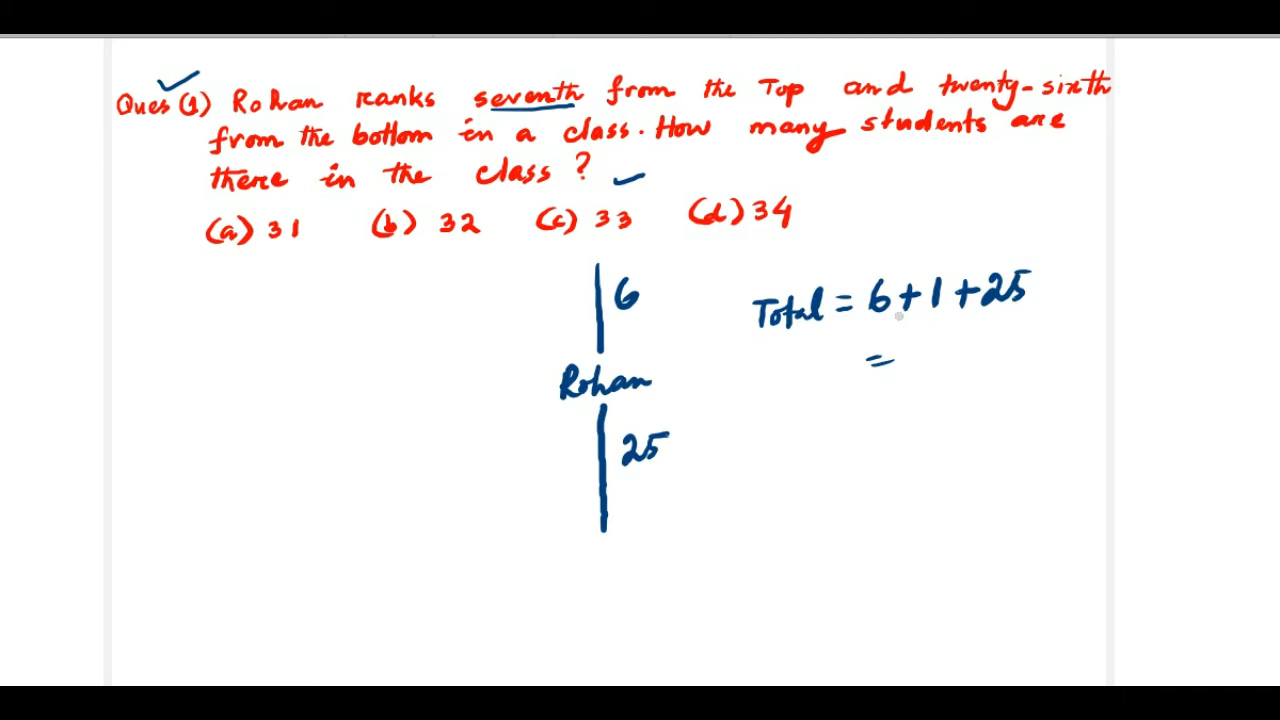 Ques (1) Rohan ranks seventh from the Top and twenty-sixth
from the bottom in a class. How many students are
there in the class ?
(a) 31 (b) 32 (c) 33 (d) 34
6
Total = 6+1+25
=
Rohan
25